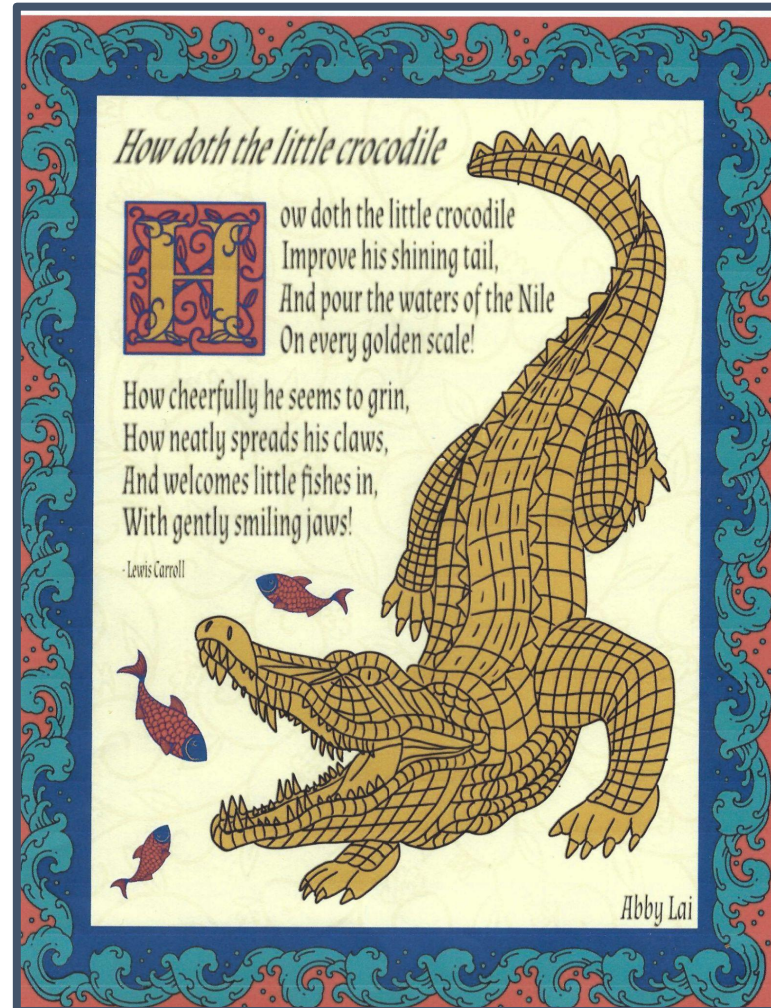 How doth the little crocodile
How doth the little crocodile
Improve his shining tail,
And pour the waters of the Nile
On every golden scale!
How cheerfully he seems to grin,
How neatly spreads his claws,
And welcomes little fishes in,
With gently smiling jaws!
- Lewis Carroll
Abby Lai